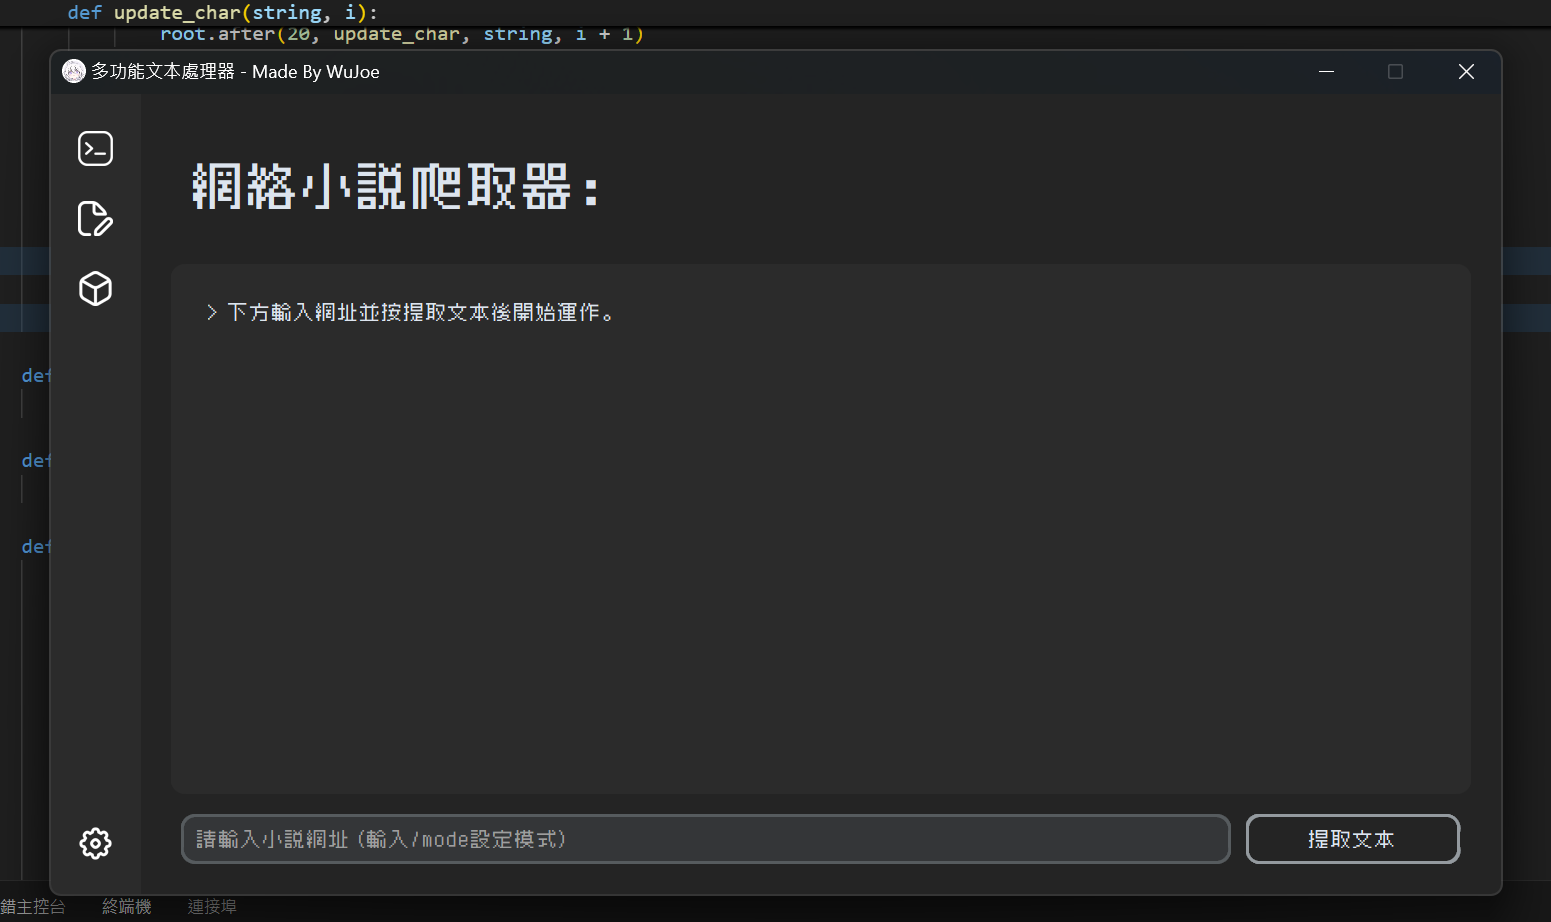 def update_char(string, i):
root.after(20, update_char, string, i + 1)
多功能文本處理器 - Made By WuJoe
網絡小説爬取器：
> 下方輸入網址並按提取文本後開始運作。
def
def
def
請輸入小説網址 (輸入/mode設定模式)
提取文本
錯主控台
終端機
連接埠